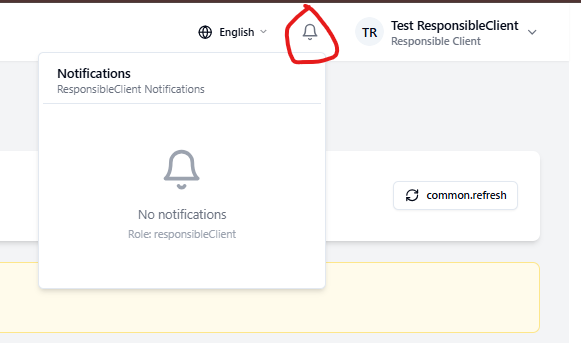 English
TR
Test ResponsibleClient
Responsible Client
Notifications
ResponsibleClient Notifications
No notifications
Role: responsibleClient
common.refresh